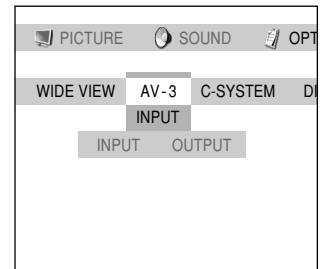 PICTURE SOUND OPT
WIDE VIEW AV-3 C-SYSTEM DI
INPUT
INPUT OUTPUT